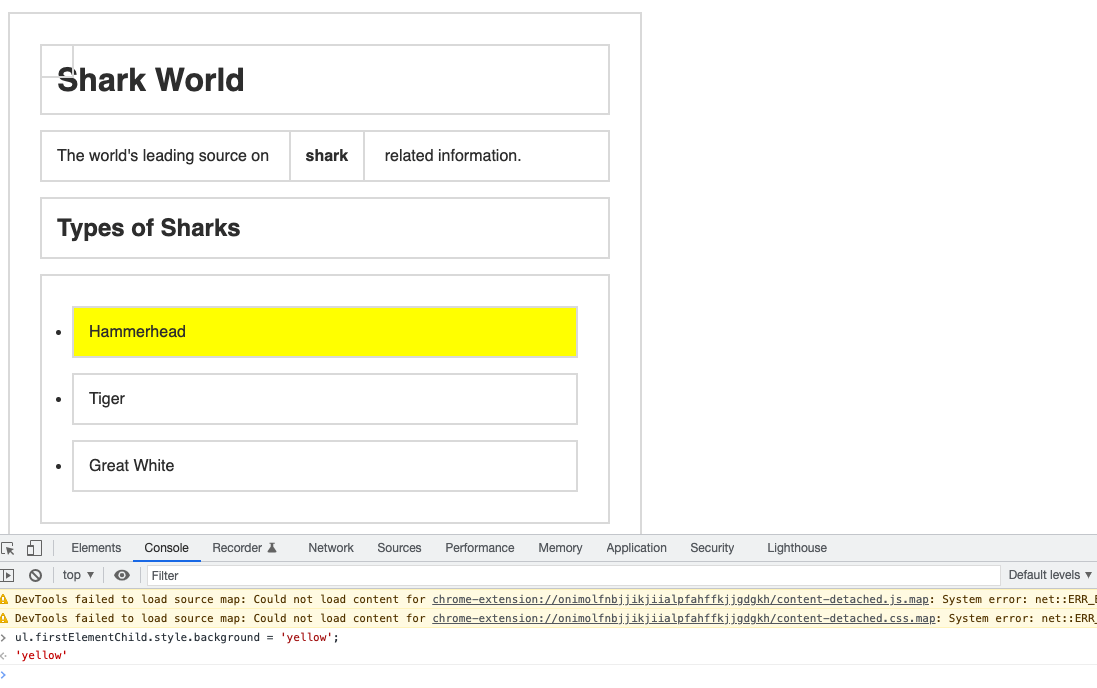 Shark World
The world's leading source on shark related information.
Types of Sharks
Hammerhead
Tiger
Great White
Elements Console Recorder Network Sources Performance Memory Application Security Lighthouse
top ▼ Filter Default levels ▼
DevTools failed to load source map: Could not load content for chrome-extension://onimolfnbjjikjiialpfahffkjjgdgkh/content-detached.js.map: System error: net::ERR_
DevTools failed to load source map: Could not load content for chrome-extension://onimolfnbjjikjiialpfahffkjjgdgkh/content-detached.css.map: System error: net::ERR_
> ul.firstElementChild.style.background = 'yellow';
'yellow'
>